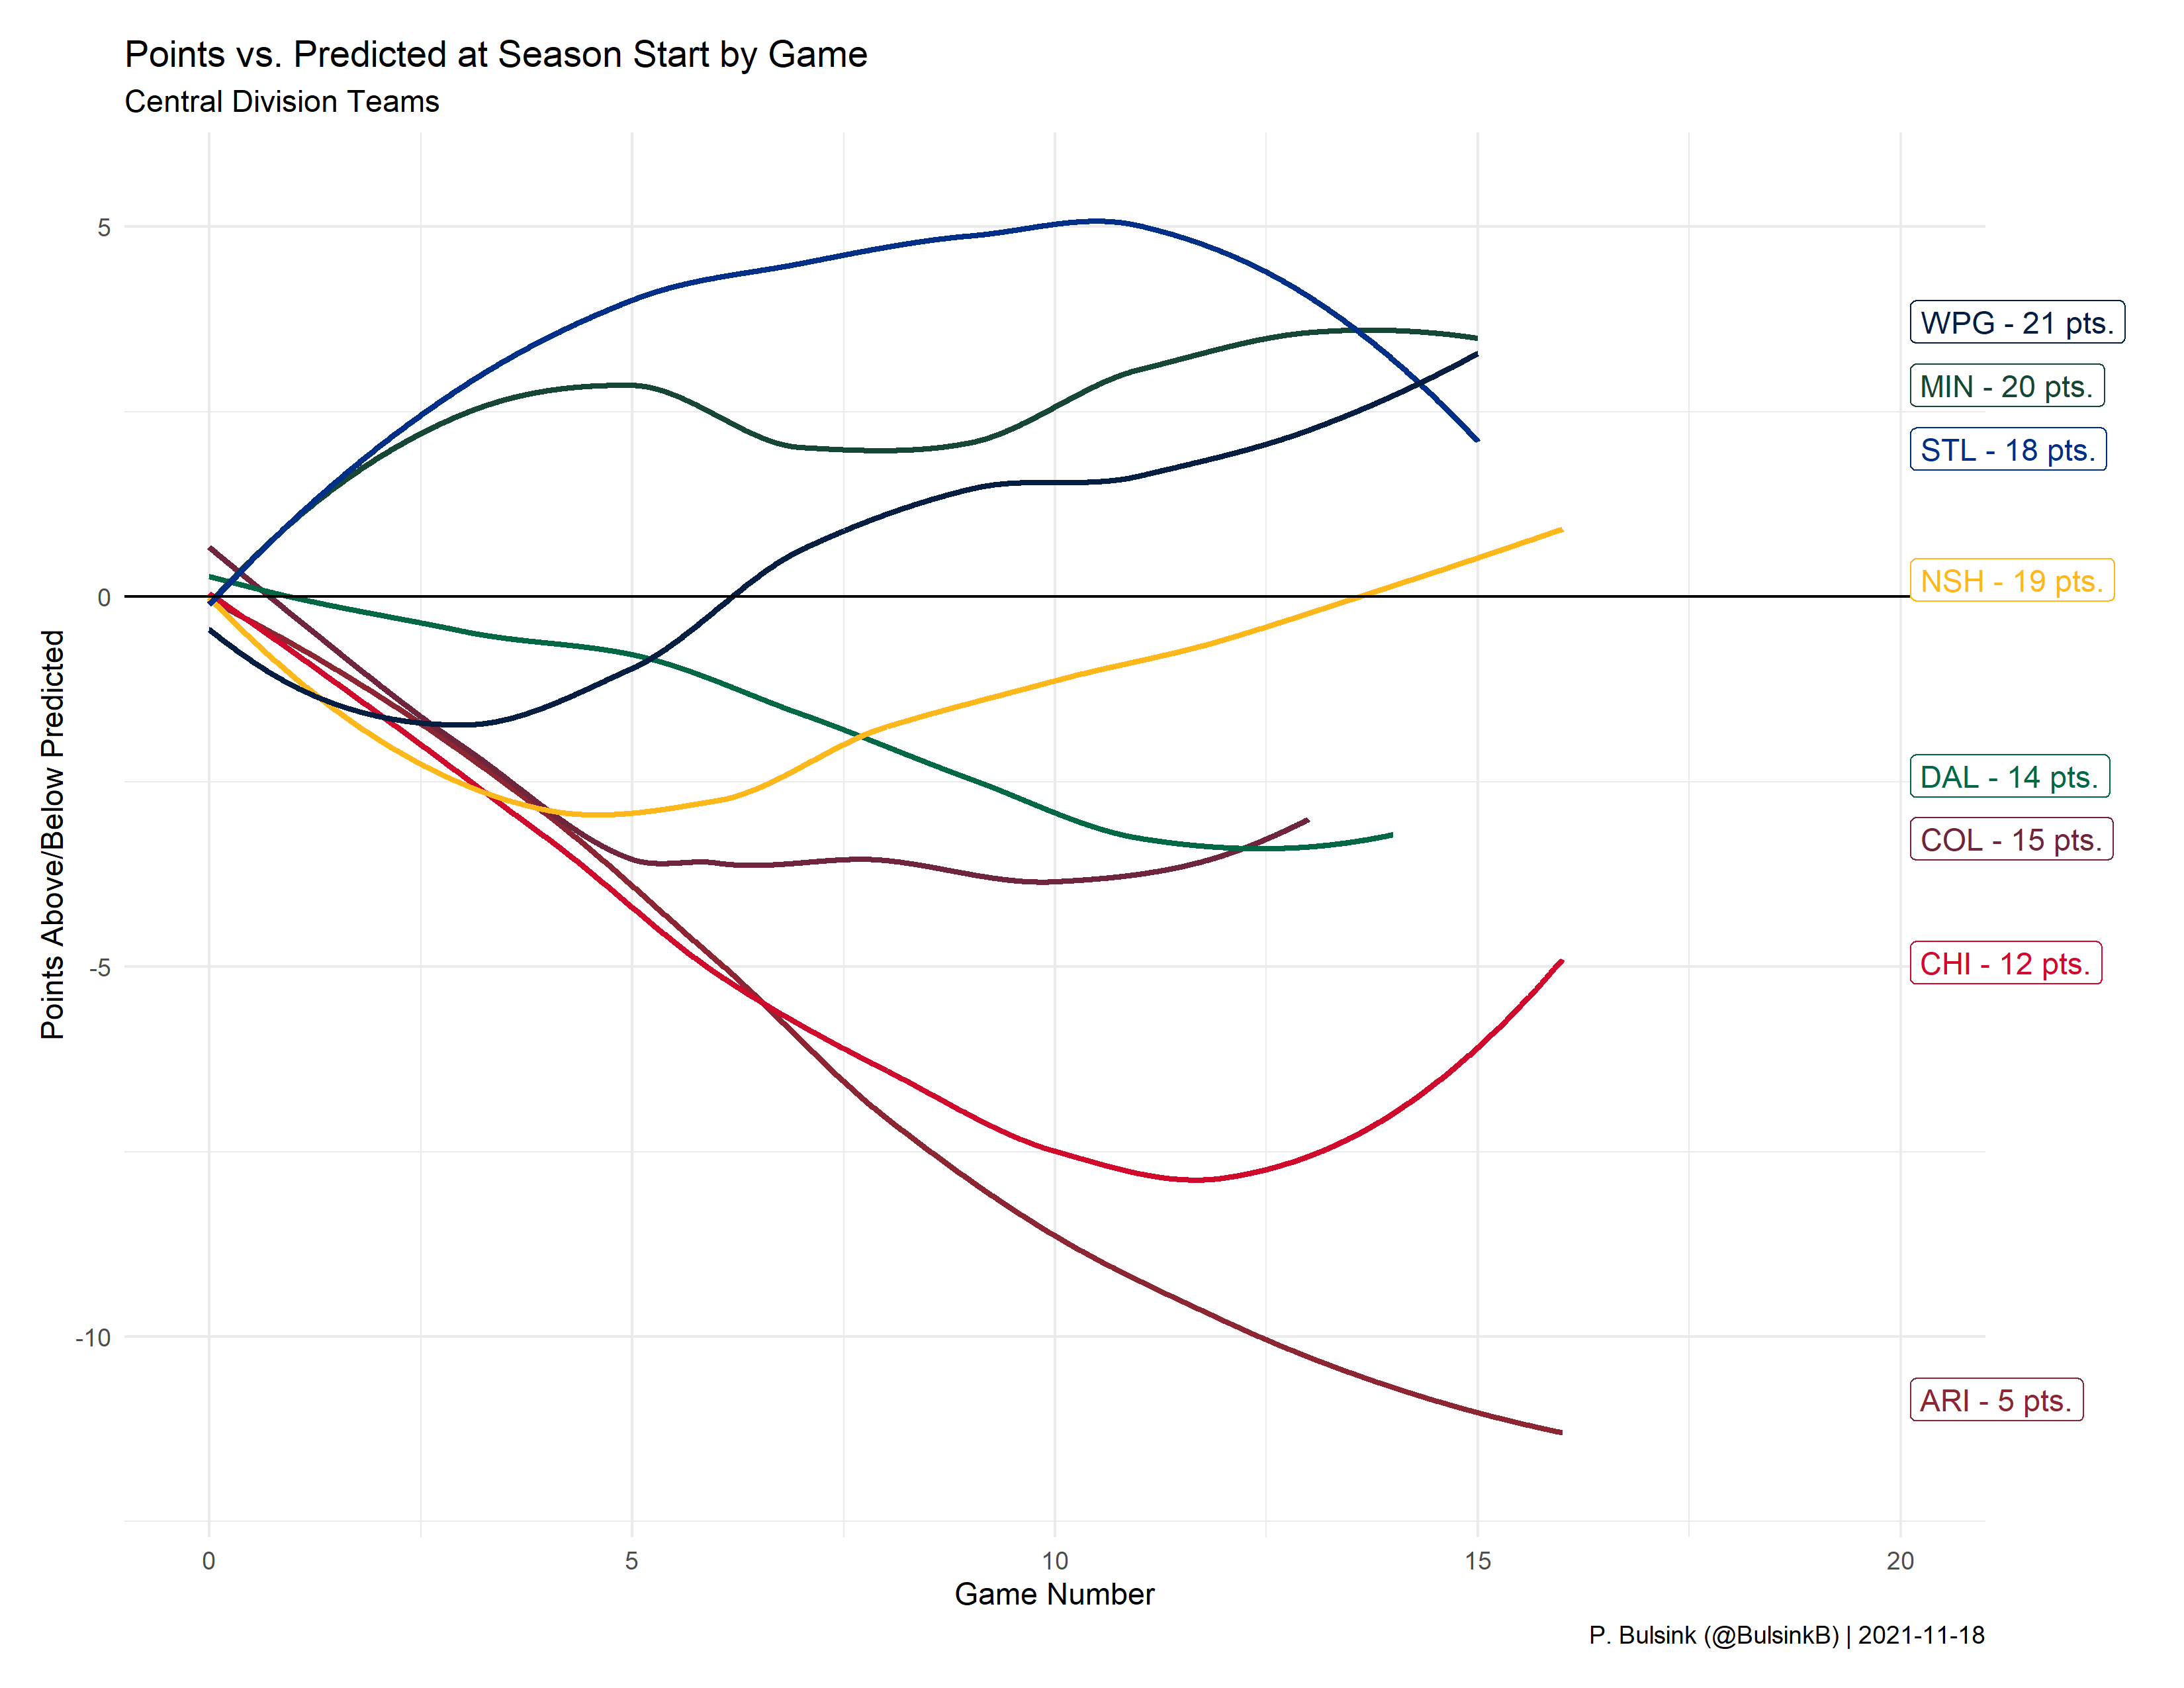 Points vs. Predicted at Season Start by Game
Central Division Teams
Points Above/Below Predicted
5
0
-5
-10
WPG - 21 pts.
MIN - 20 pts.
STL - 18 pts.
NSH - 19 pts.
DAL - 14 pts.
COL - 15 pts.
CHI - 12 pts.
ARI - 5 pts.
0 5 10 15 20
Game Number
P. Bulsink (@BulsinkB) | 2021-11-18